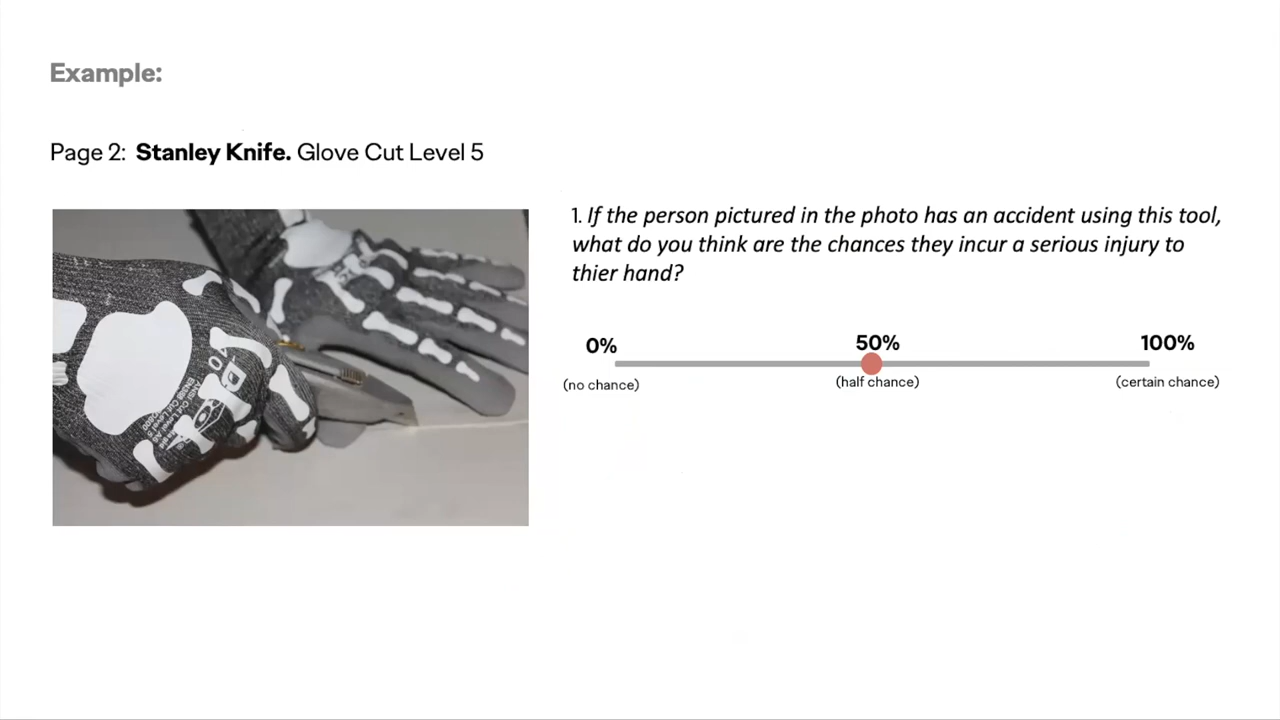 Example:
Page 2: Stanley Knife. Glove Cut Level 5
1. If the person pictured in the photo has an accident using this tool,
what do you think are the chances they incur a serious injury to
thier hand?
0%
50%
100%
(no chance)
(half chance)
(certain chance)